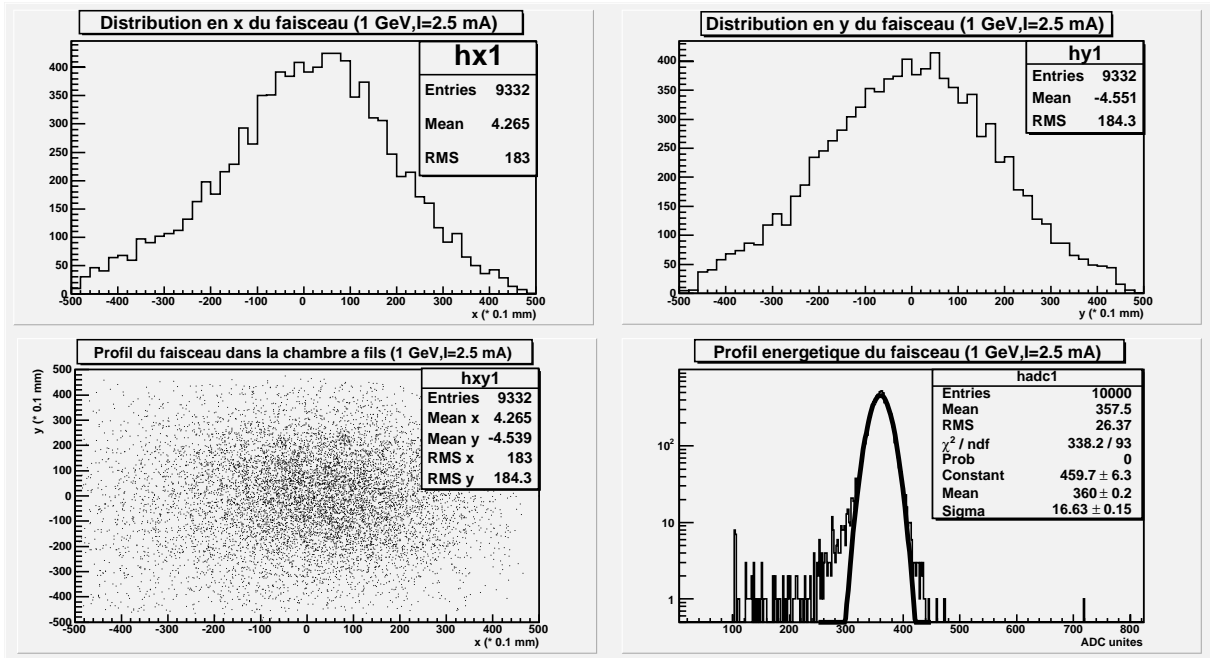 Distribution en x du faisceau (1 GeV,I=2.5 mA)
hx1
Entries 9332
Mean 4.265
RMS 183
400
350
300
250
200
150
100
50
0
-500 -400 -300 -200 -100 0 100 200 300 400 500
x (* 0.1 mm)
Distribution en y du faisceau (1 GeV,I=2.5 mA)
hy1
Entries 9332
Mean -4.551
RMS 184.3
400
350
300
250
200
150
100
50
0
-500 -400 -300 -200 -100 0 100 200 300 400 500
y (* 0.1 mm)
Profil du faisceau dans la chambre a fils (1 GeV,I=2.5 mA)
hxy1
Entries 9332
Mean x 4.265
Mean y -4.539
RMS x 183
RMS y 184.3
y (* 0.1 mm)
500
400
300
200
100
0
-100
-200
-300
-400
-500
-500 -400 -300 -200 -100 0 100 200 300 400 500
x (* 0.1 mm)
Profil energetique du faisceau (1 GeV,I=2.5 mA)
hadc1
Entries 10000
Mean 357.5
RMS 26.37
χ² / ndf 338.2 / 93
Prob 0
Constant 459.7 ± 6.3
Mean 360 ± 0.2
Sigma 16.63 ± 0.15
10²
10
1
100 200 300 400 500 600 700 800
ADC unites